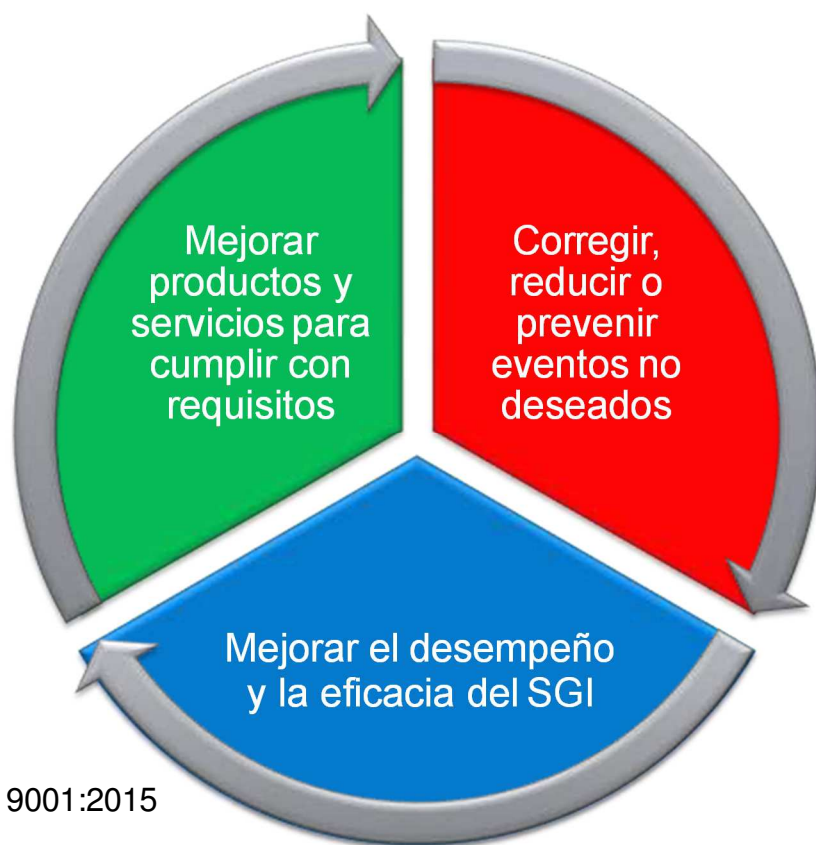 Mejorar
productos y
servicios para
cumplir con
requisitos
Corregir,
reducir o
prevenir
eventos no
deseados
Mejorar el desempeño
y la eficacia del SGI
9001:2015